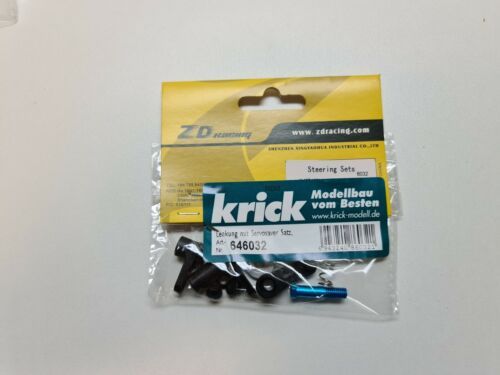 ZD RACING
www.zdracing.com
SHENZHEN XINGYAOHUA INDUSTRIAL CO.,LTD
Steering Sets
6032
krick
Modellbau
vom Besten
www.krick-modell.de
Lenkung mit Servosaver Satz,
Art.
Nr. 646032